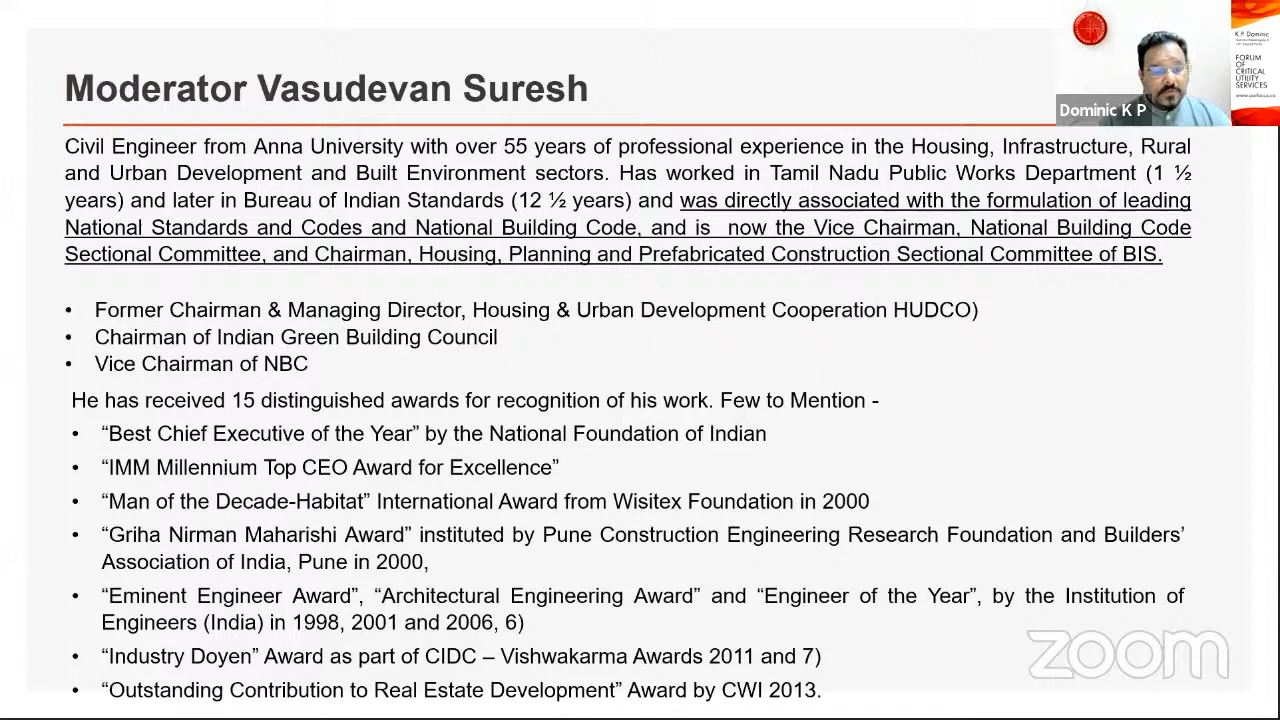 Moderator Vasudevan Suresh
Civil Engineer from Anna University with over 55 years of professional experience in the Housing, Infrastructure, Rural
and Urban Development and Built Environment sectors. Has worked in Tamil Nadu Public Works Department (1 ½
years) and later in Bureau of Indian Standards (12 ½ years) and was directly associated with the formulation of leading
National Standards and Codes and National Building Code, and is now the Vice Chairman, National Building Code
Sectional Committee, and Chairman, Housing, Planning and Prefabricated Construction Sectional Committee of BIS.
• Former Chairman & Managing Director, Housing & Urban Development Cooperation HUDCO)
• Chairman of Indian Green Building Council
• Vice Chairman of NBC
He has received 15 distinguished awards for recognition of his work. Few to Mention -
• “Best Chief Executive of the Year” by the National Foundation of Indian
• “IMM Millennium Top CEO Award for Excellence”
• “Man of the Decade-Habitat” International Award from Wisitex Foundation in 2000
• “Griha Nirman Maharishi Award” instituted by Pune Construction Engineering Research Foundation and Builders’
Association of India, Pune in 2000,
• “Eminent Engineer Award”, “Architectural Engineering Award” and “Engineer of the Year”, by the Institution of
Engineers (India) in 1998, 2001 and 2006, 6)
• “Industry Doyen” Award as part of CIDC – Vishwakarma Awards 2011 and 7)
• “Outstanding Contribution to Real Estate Development” Award by CWI 2013.
Dominic K P
K.P. Dominic
FORUM
OF
CRITICAL
UTILITY
SERVICES
zoom